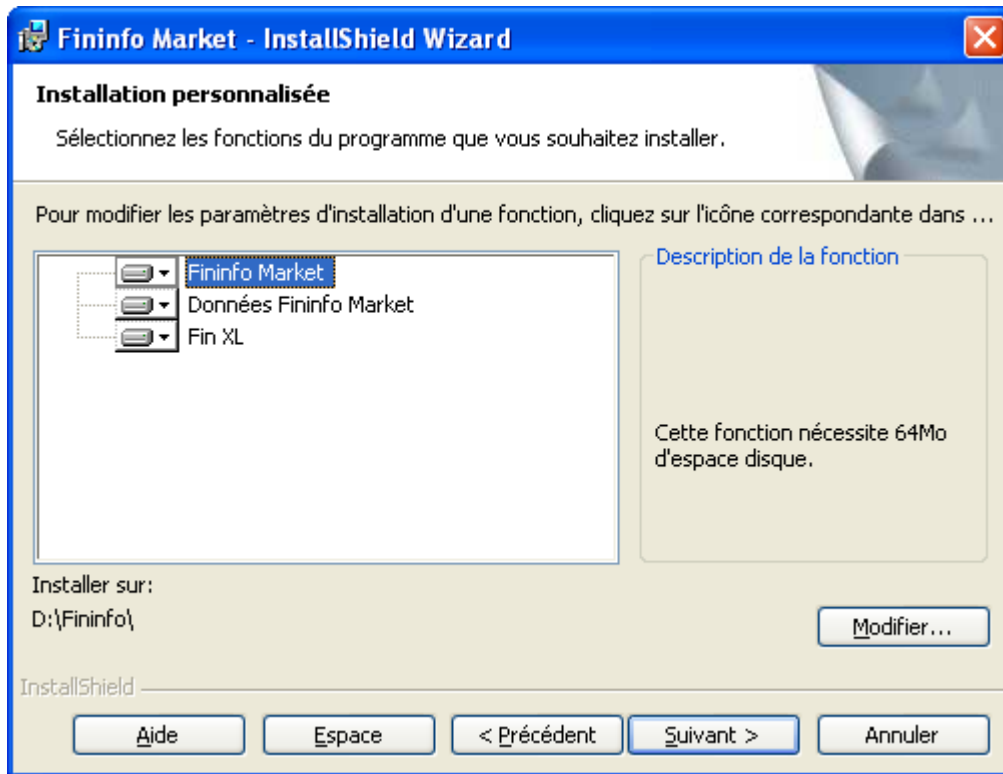 Fininfo Market - InstallShield Wizard
Installation personnalisée
Sélectionnez les fonctions du programme que vous souhaitez installer.
Pour modifier les paramètres d'installation d'une fonction, cliquez sur l'icône correspondante dans ...
Fininfo Market
Données Fininfo Market
Fin XL
Description de la fonction
Cette fonction nécessite 64Mo
d'espace disque.
Installer sur:
D:\Fininfo\
Modifier...
InstallShield
Aide
Espace
< Précédent
Suivant >
Annuler